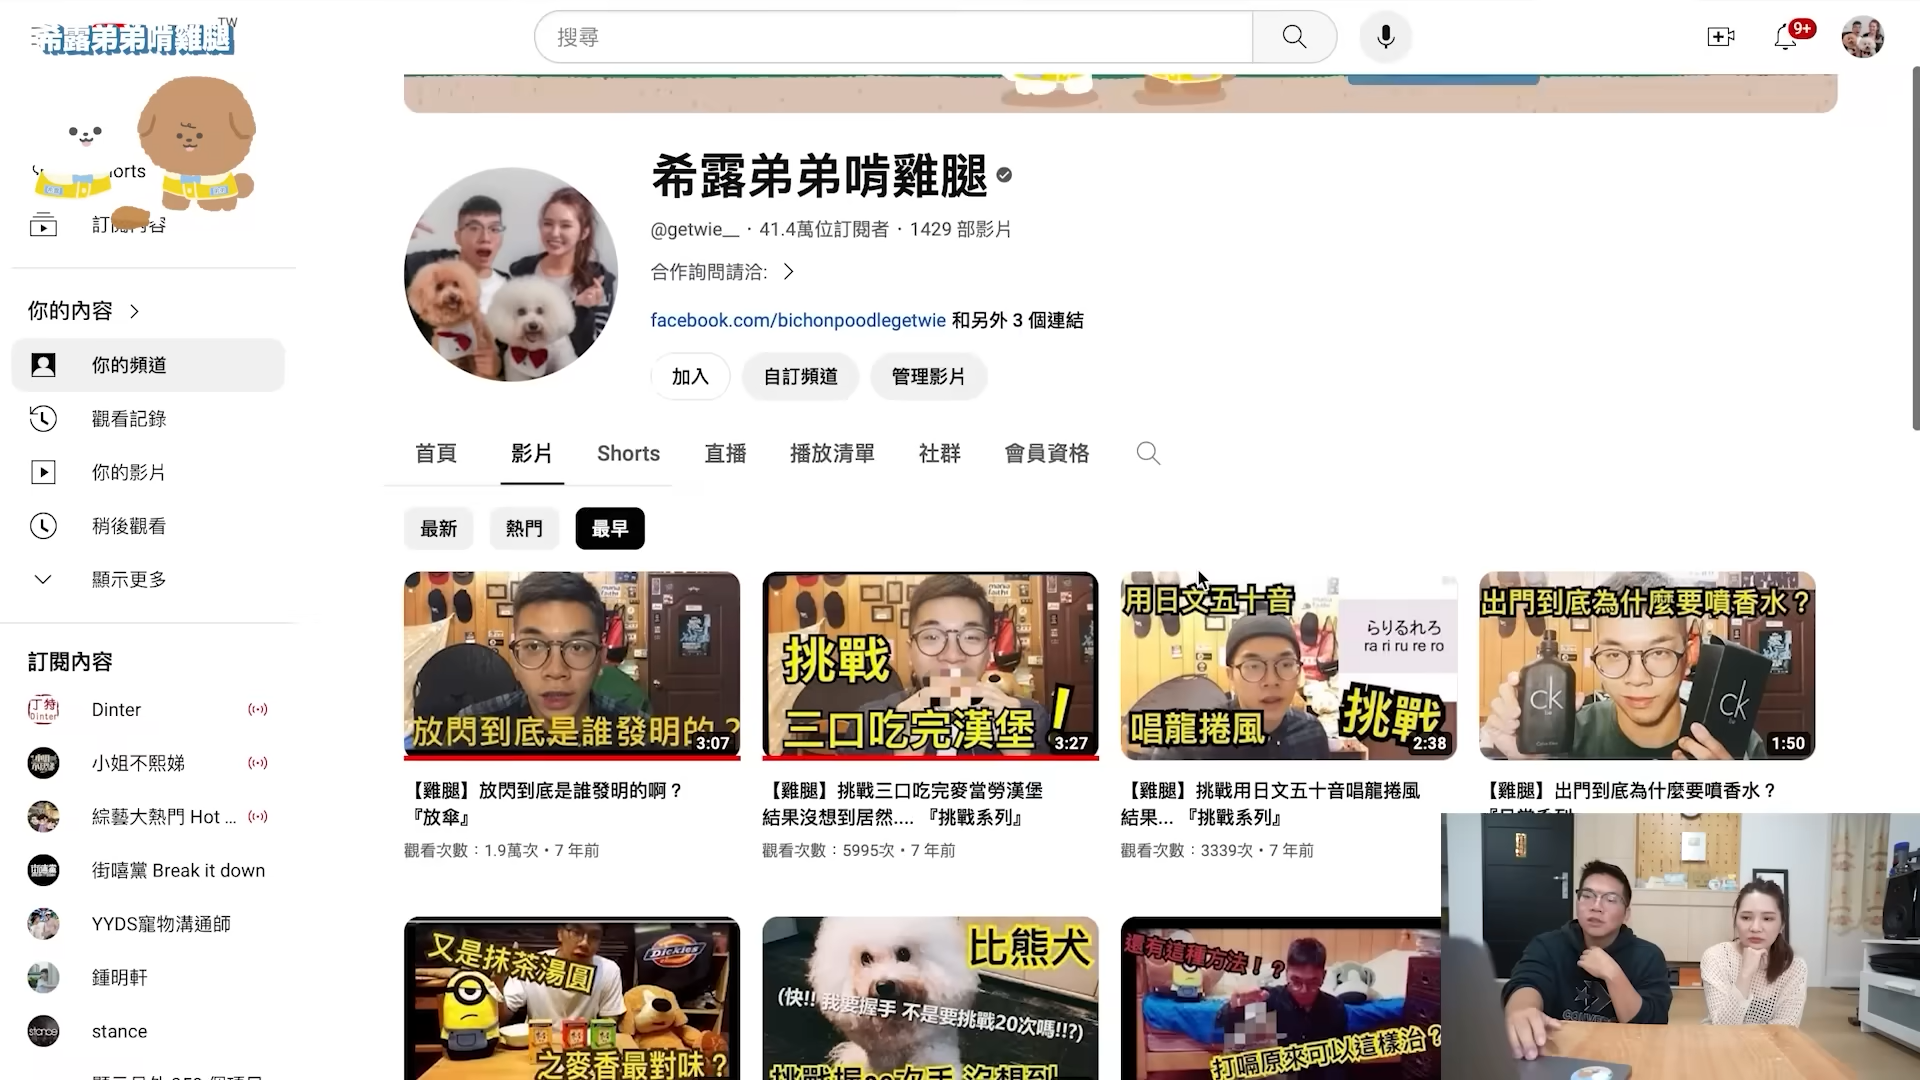 希露弟弟啃雞腿
TW
搜尋
9+
orts
訂閱內容
你的內容
你的頻道
觀看記錄
你的影片
稍後觀看
顯示更多
訂閱內容
Dinter
小姐不熙娣
綜藝大熱門 Hot ...
街嘻黨 Break it down
YYDS寵物溝通師
鍾明軒
stance
希露弟弟啃雞腿
@getwie__ · 41.4萬位訂閱者 · 1429 部影片
合作詢問請洽:
facebook.com/bichonpoodlegetwie 和另外 3 個連結
加入 自訂頻道 管理影片
首頁 影片 Shorts 直播 播放清單 社群 會員資格
最新 熱門 最早
放閃到底是誰發明的?
3:07
【雞腿】放閃到底是誰發明的啊？
『放傘』
觀看次數：1.9萬次・7 年前
挑戰
三口吃完漢堡!
3:27
【雞腿】挑戰三口吃完麥當勞漢堡
結果沒想到居然.... 『挑戰系列』
觀看次數：5995次・7 年前
用日文五十音
らりるれろ
ra ri ru re ro
唱龍捲風
挑戰
2:38
【雞腿】挑戰用日文五十音唱龍捲風
結果... 『挑戰系列』
觀看次數：3339次・7 年前
出門到底為什麼要噴香水？
ck
ck
1:50
【雞腿】出門到底為什麼要噴香水？
又是抹茶湯圓
Dickies
之麥香最對味？
比熊犬
(快!! 我要握手 不是要挑戰20次嗎!!?)
還有這種方法！？
打嗝原來可以這樣治？